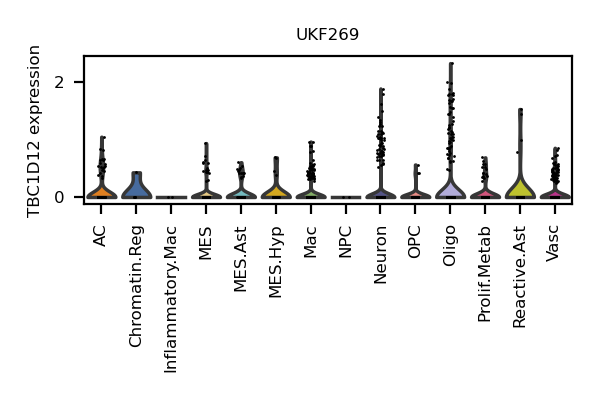 UKF269
TBC1D12 expression
2
0
AC
Chromatin.Reg
Inflammatory.Mac
MES
MES.Ast
MES.Hyp
Mac
NPC
Neuron
OPC
Oligo
Prolif.Metab
Reactive.Ast
Vasc